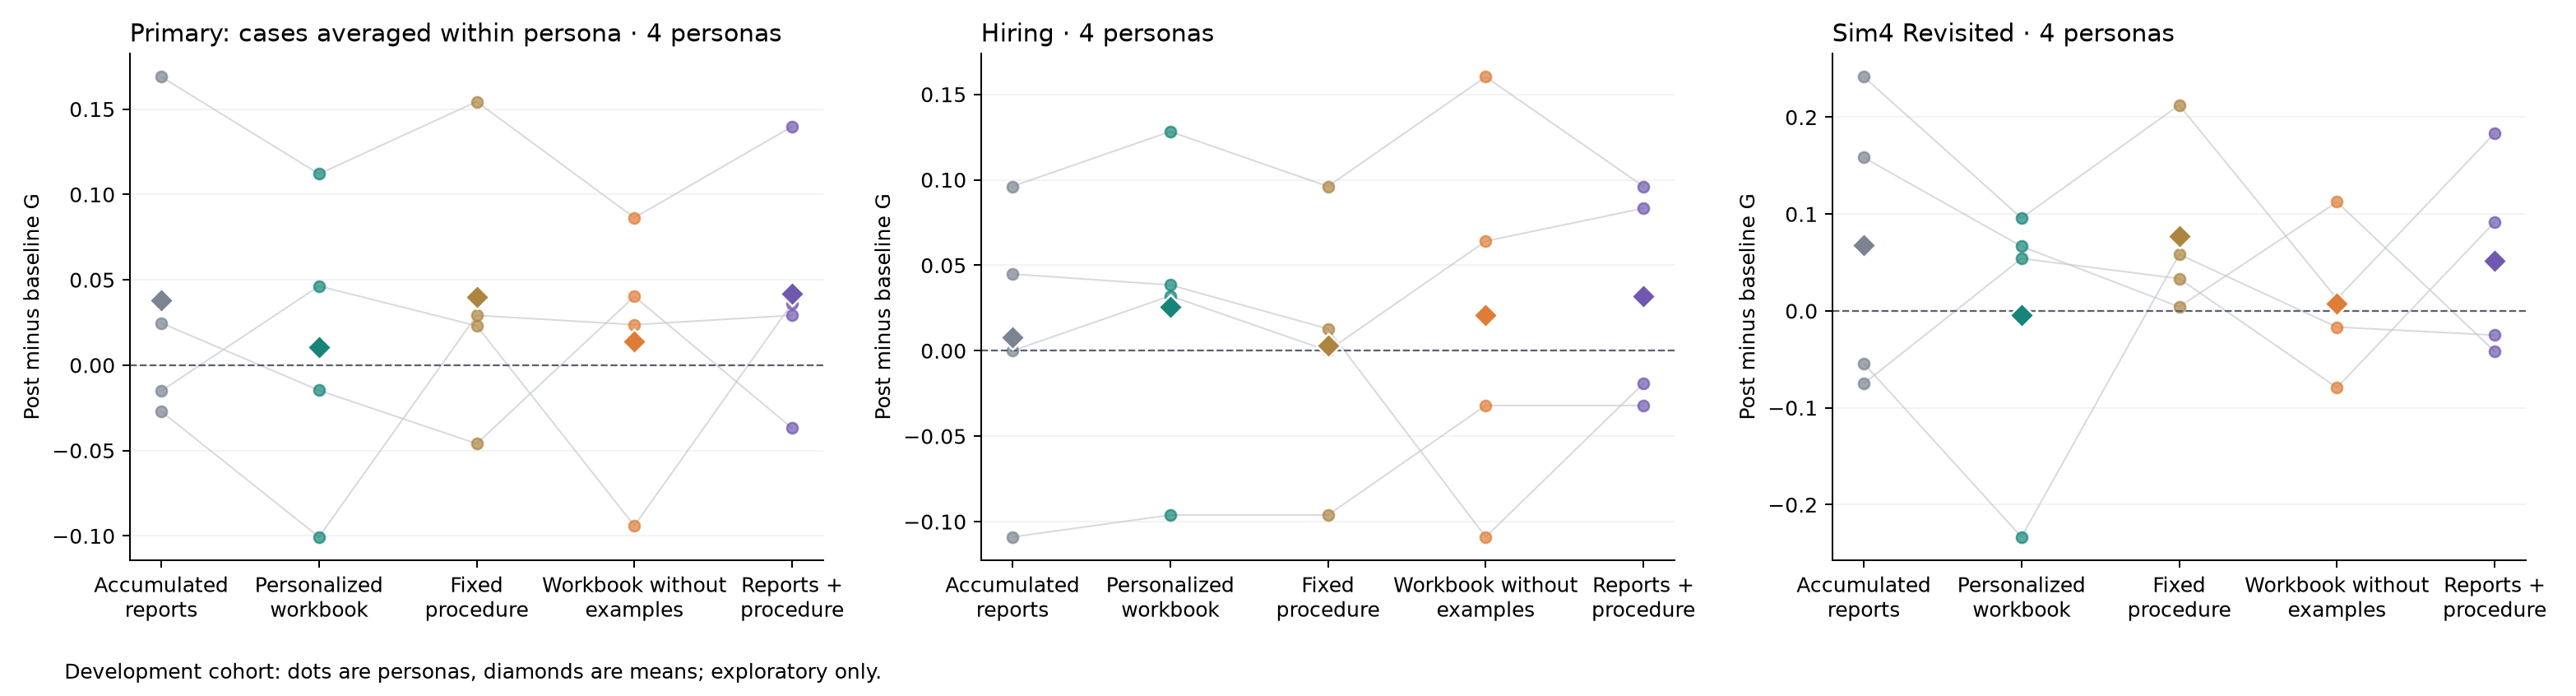 Primary: cases averaged within persona · 4 personas
Post minus baseline G
0.15
0.10
0.05
0.00
−0.05
−0.10
Accumulated
reports
Personalized
workbook
Fixed
procedure
Workbook without
examples
Reports +
procedure
Hiring · 4 personas
Post minus baseline G
0.15
0.10
0.05
0.00
−0.05
−0.10
Accumulated
reports
Personalized
workbook
Fixed
procedure
Workbook without
examples
Reports +
procedure
Sim4 Revisited · 4 personas
Post minus baseline G
0.2
0.1
0.0
−0.1
−0.2
Accumulated
reports
Personalized
workbook
Fixed
procedure
Workbook without
examples
Reports +
procedure
Development cohort: dots are personas, diamonds are means; exploratory only.